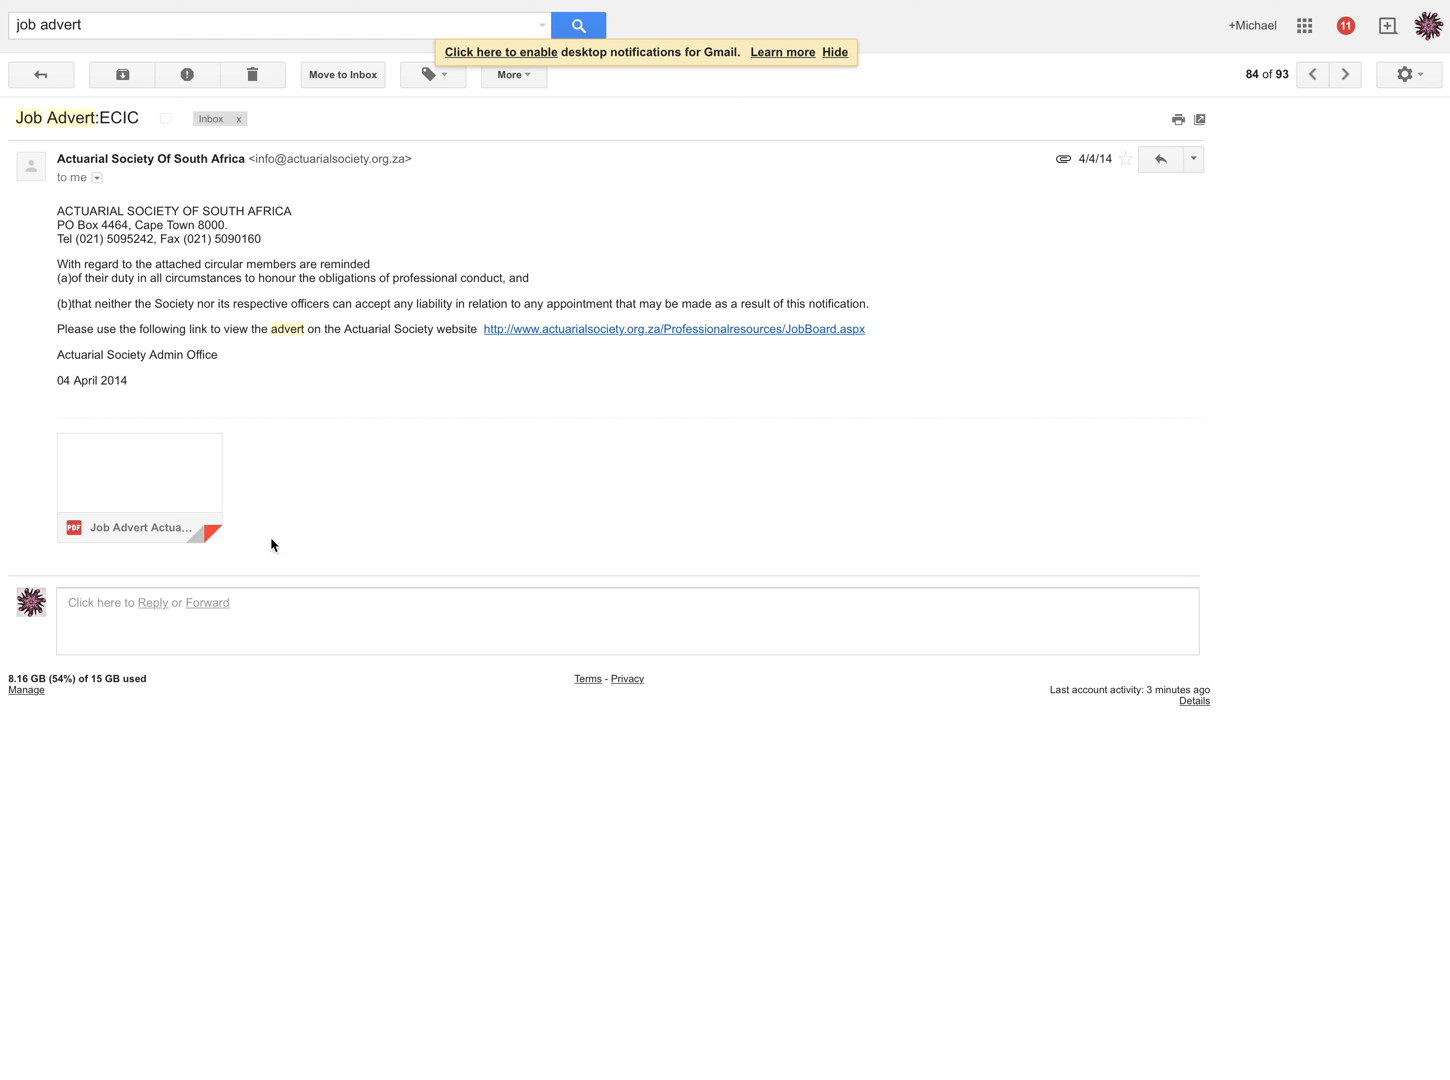 job advert
Click here to enable desktop notifications for Gmail. Learn more Hide
+Michael
11
Move to Inbox
More
84 of 93
Job Advert:ECIC
Inbox x
Actuarial Society Of South Africa <info@actuarialsociety.org.za>
4/4/14
to me
ACTUARIAL SOCIETY OF SOUTH AFRICA
PO Box 4464, Cape Town 8000.
Tel (021) 5095242, Fax (021) 5090160
With regard to the attached circular members are reminded
(a)of their duty in all circumstances to honour the obligations of professional conduct, and
(b)that neither the Society nor its respective officers can accept any liability in relation to any appointment that may be made as a result of this notification.
Please use the following link to view the advert on the Actuarial Society website http://www.actuarialsociety.org.za/Professionalresources/JobBoard.aspx
Actuarial Society Admin Office
04 April 2014
PDF Job Advert Actua...
Click here to Reply or Forward
8.16 GB (54%) of 15 GB used
Manage
Terms - Privacy
Last account activity: 3 minutes ago
Details